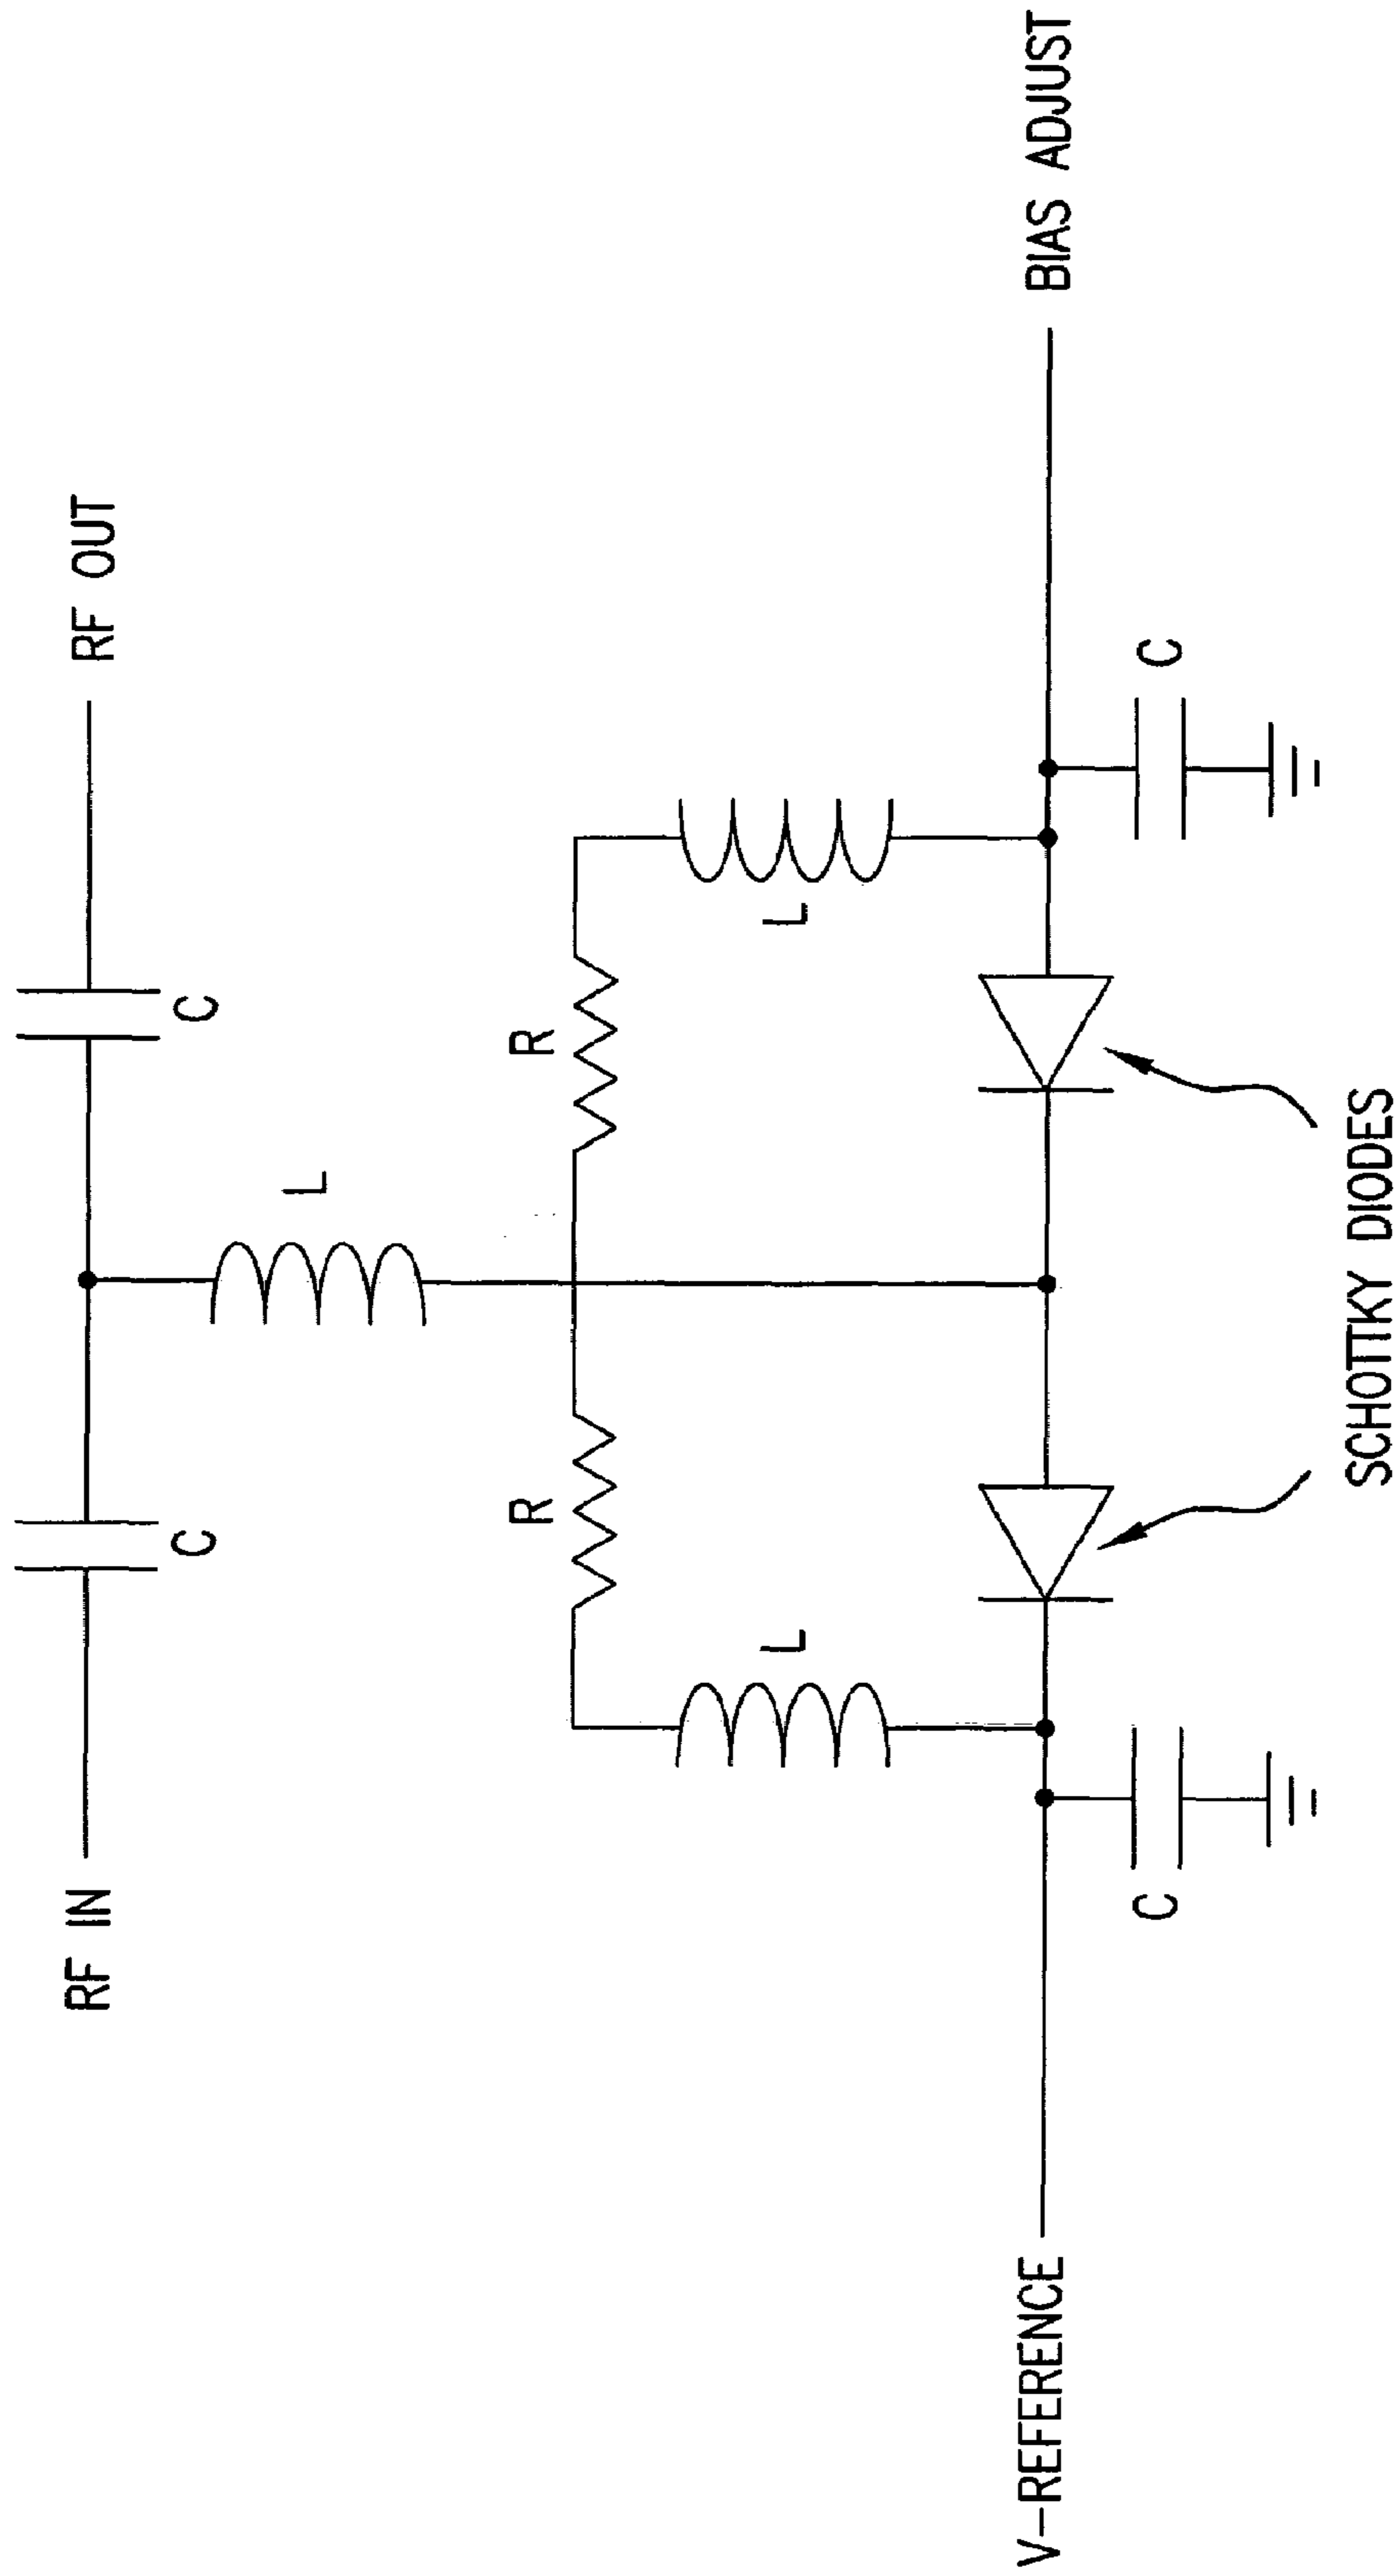 RF IN
C
C
RF OUT
L
R
R
L
L
V-REFERENCE
BIAS ADJUST
C
C
SCHOTTKY DIODES